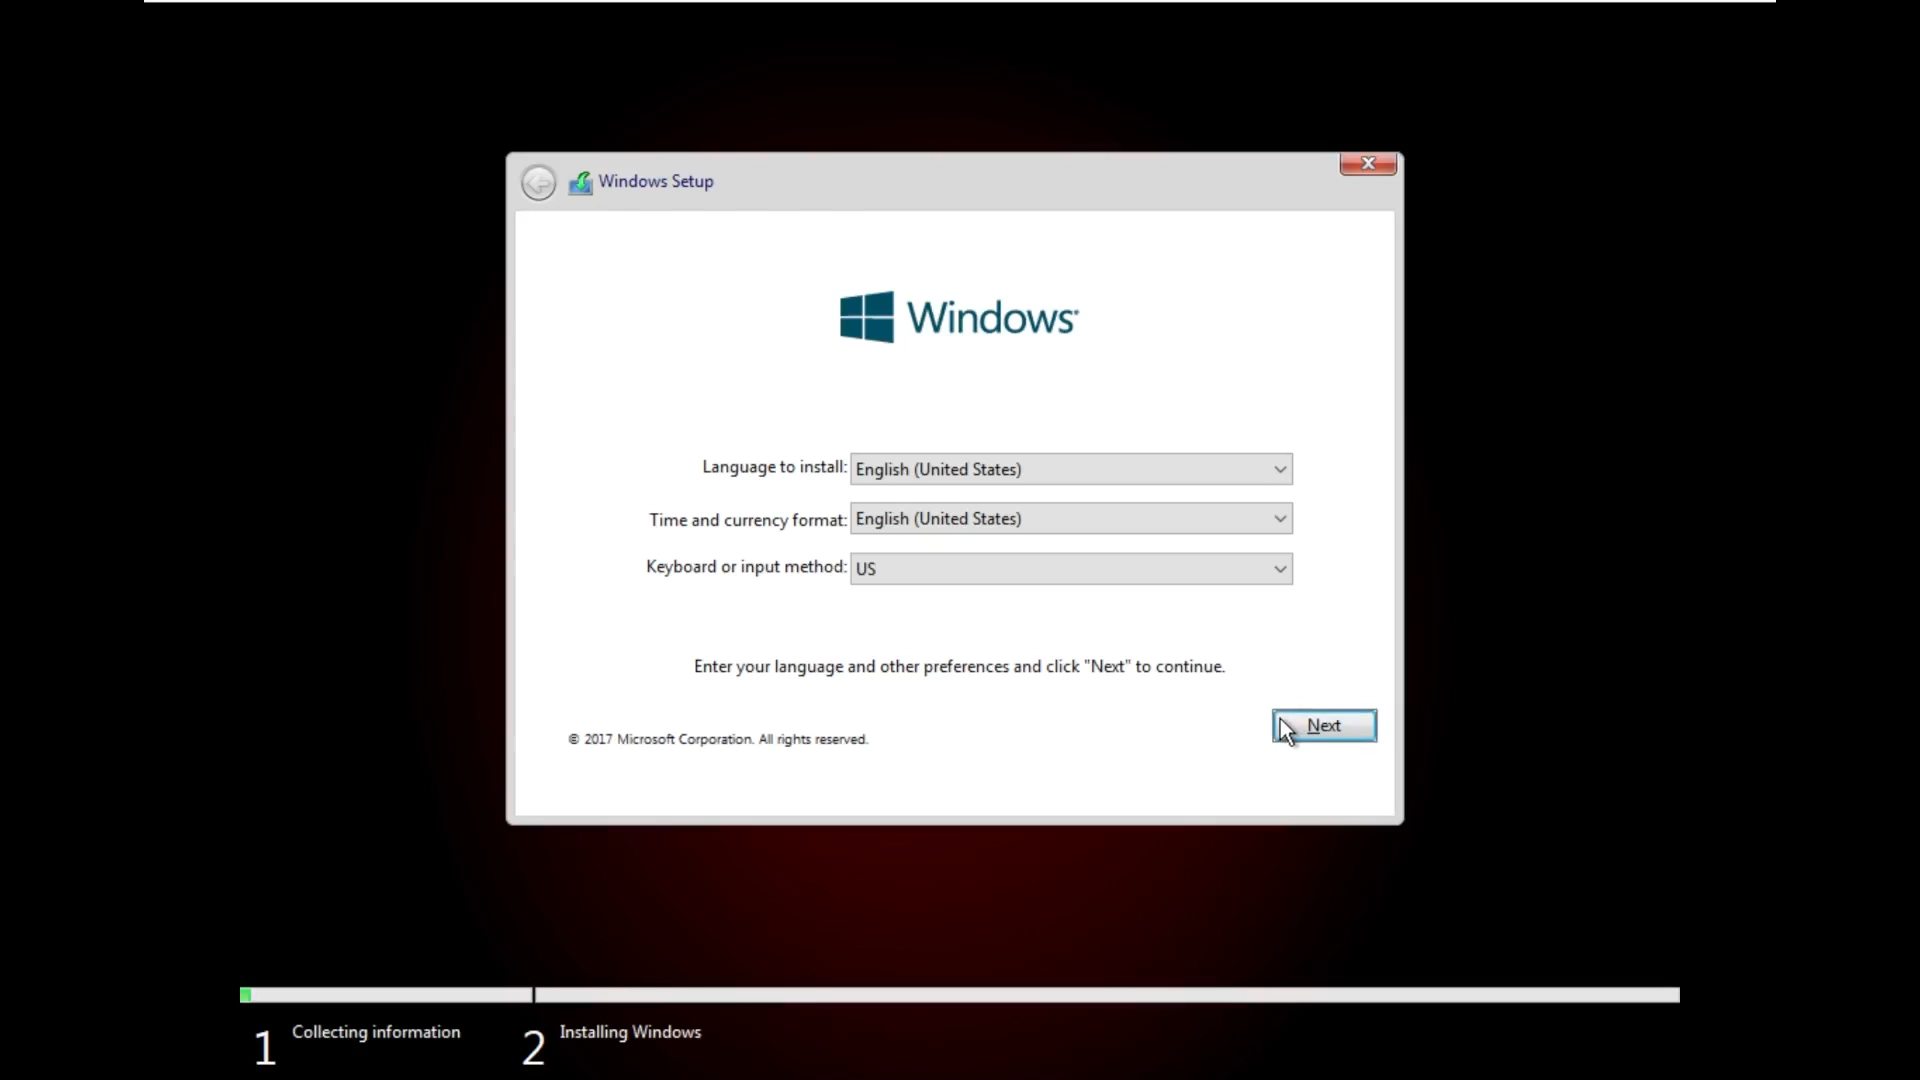 Windows Setup
Windows
Language to install: English (United States)
Time and currency format: English (United States)
Keyboard or input method: US
Enter your language and other preferences and click "Next" to continue.
Next
© 2017 Microsoft Corporation. All rights reserved.
1 Collecting information
2 Installing Windows